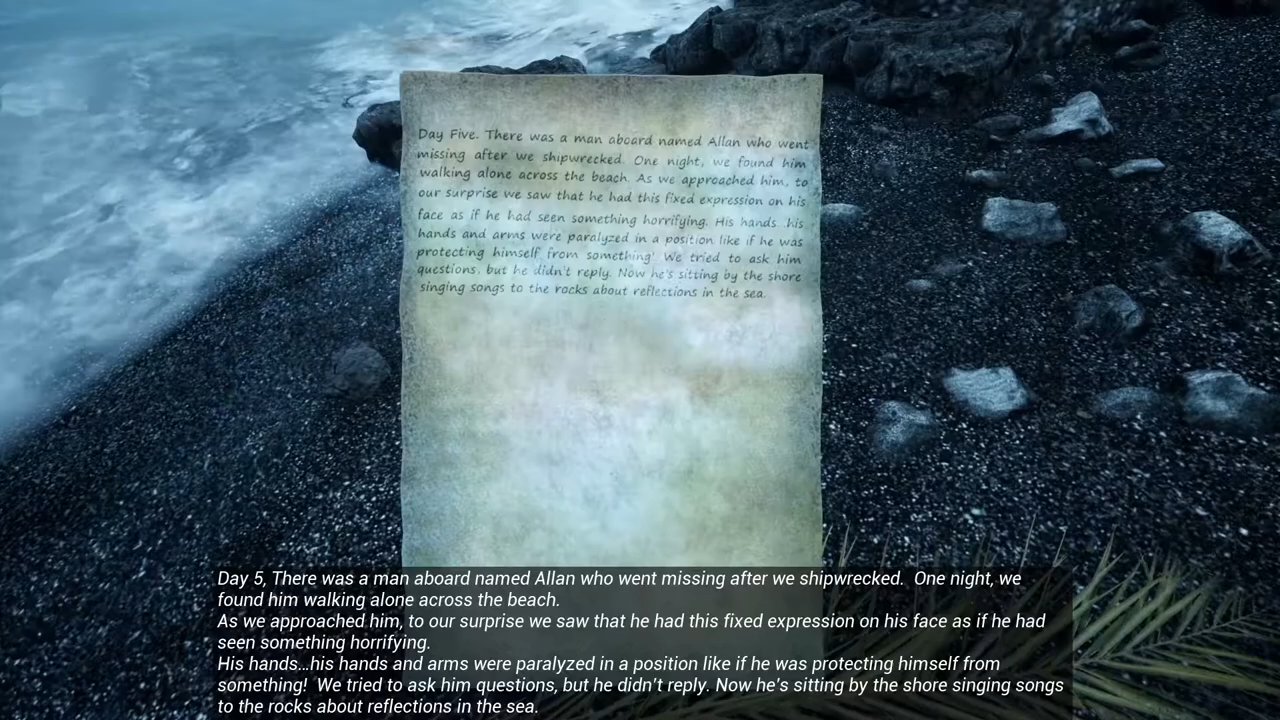 Day Five. There was a man aboard named Allan who went
missing after we shipwrecked. One night, we found him
walking alone across the beach. As we approached him, to
our surprise we saw that he had this fixed expression on his
face as if he had seen something horrifying. His hands his
hands and arms were paralyzed in a position like if he was
protecting himself from something! We tried to ask him
questions, but he didn't reply. Now he's sitting by the shore
singing songs to the rocks about reflections in the sea.
Day 5, There was a man aboard named Allan who went missing after we shipwrecked. One night, we
found him walking alone across the beach.
As we approached him, to our surprise we saw that he had this fixed expression on his face as if he had
seen something horrifying.
His hands...his hands and arms were paralyzed in a position like if he was protecting himself from
something! We tried to ask him questions, but he didn't reply. Now he's sitting by the shore singing songs
to the rocks about reflections in the sea.